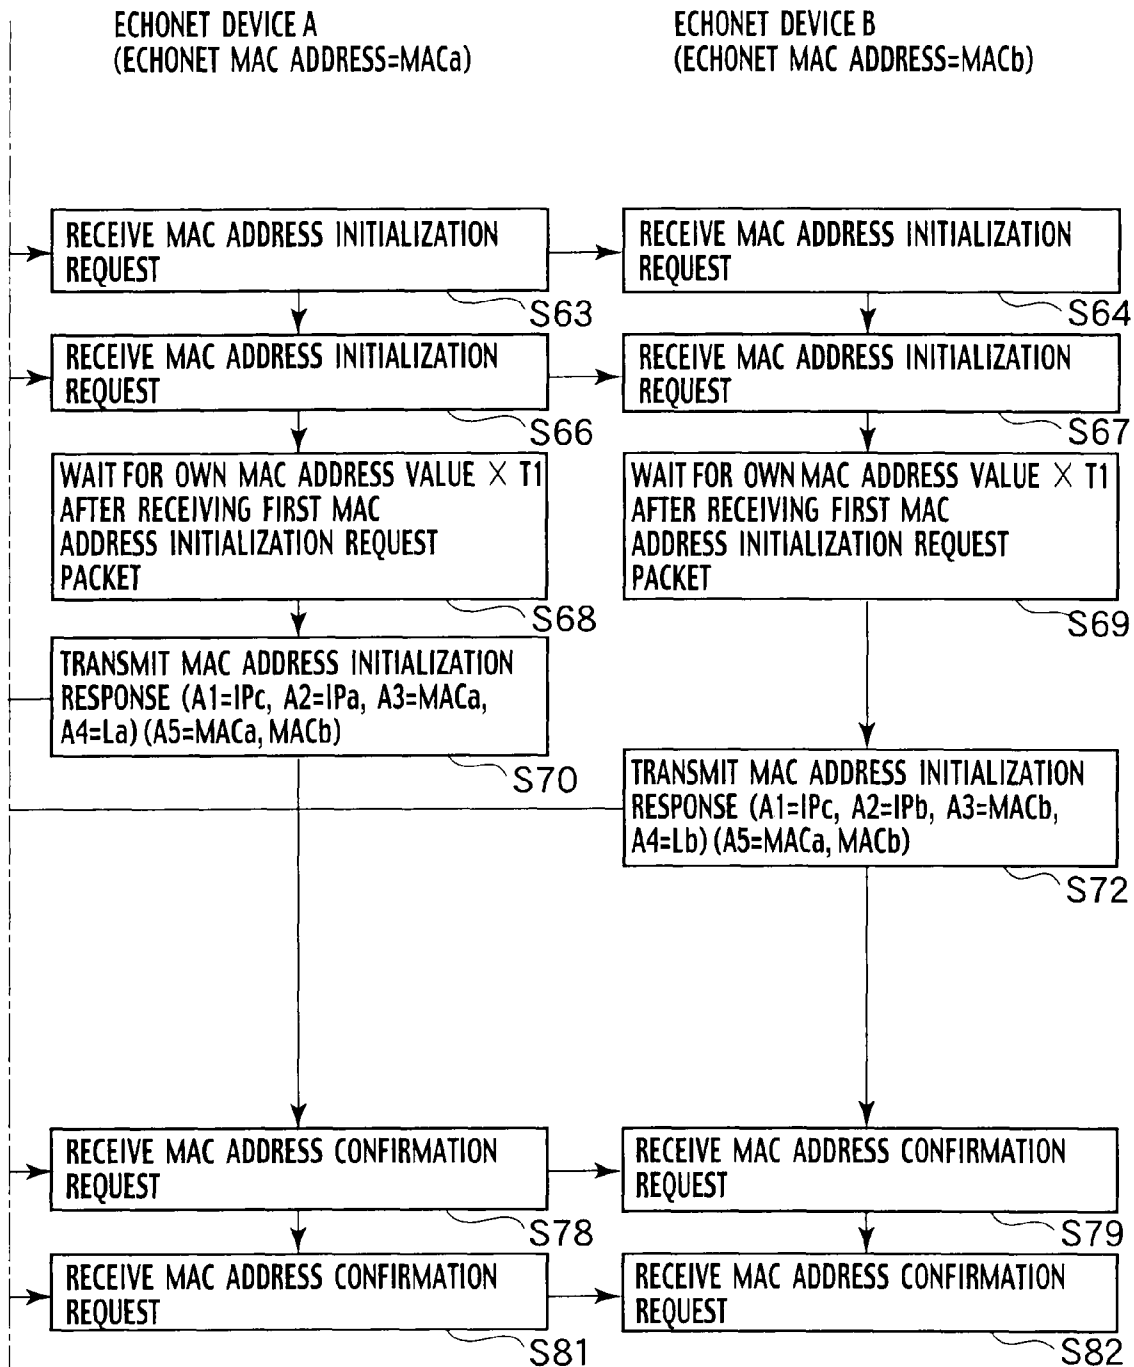 ECHONET DEVICE A
(ECHONET MAC ADDRESS=MACa)
ECHONET DEVICE B
(ECHONET MAC ADDRESS=MACb)
RECEIVE MAC ADDRESS INITIALIZATION
REQUEST
S63
RECEIVE MAC ADDRESS INITIALIZATION
REQUEST
S64
RECEIVE MAC ADDRESS INITIALIZATION
REQUEST
S66
RECEIVE MAC ADDRESS INITIALIZATION
REQUEST
S67
WAIT FOR OWN MAC ADDRESS VALUE × T1
AFTER RECEIVING FIRST MAC
ADDRESS INITIALIZATION REQUEST
PACKET
S68
WAIT FOR OWN MAC ADDRESS VALUE × T1
AFTER RECEIVING FIRST MAC
ADDRESS INITIALIZATION REQUEST
PACKET
S69
TRANSMIT MAC ADDRESS INITIALIZATION
RESPONSE (A1=IPc, A2=IPa, A3=MACa,
A4=La) (A5=MACa, MACb)
S70
TRANSMIT MAC ADDRESS INITIALIZATION
RESPONSE (A1=IPc, A2=IPb, A3=MACb,
A4=Lb) (A5=MACa, MACb)
S72
RECEIVE MAC ADDRESS CONFIRMATION
REQUEST
S78
RECEIVE MAC ADDRESS CONFIRMATION
REQUEST
S79
RECEIVE MAC ADDRESS CONFIRMATION
REQUEST
S81
RECEIVE MAC ADDRESS CONFIRMATION
REQUEST
S82